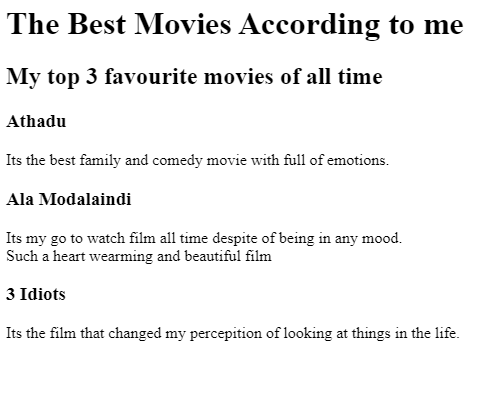 The Best Movies According to me
My top 3 favourite movies of all time
Athadu
Its the best family and comedy movie with full of emotions.
Ala Modalaindi
Its my go to watch film all time despite of being in any mood.
Such a heart wearming and beautiful film
3 Idiots
Its the film that changed my percepition of looking at things in the life.